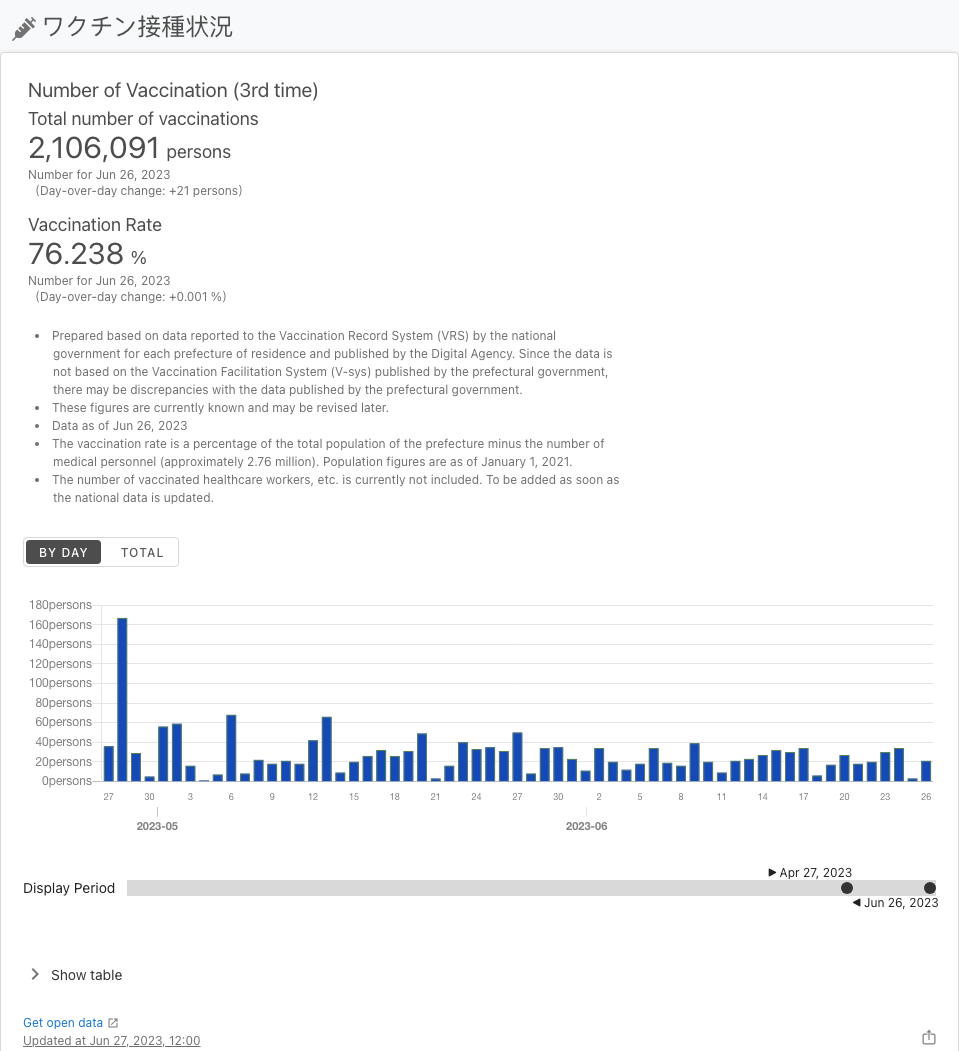 ワクチン接種状況
Number of Vaccination (3rd time)
Total number of vaccinations
2,106,091 persons
Number for Jun 26, 2023
(Day-over-day change: +21 persons)
Vaccination Rate
76.238 %
Number for Jun 26, 2023
(Day-over-day change: +0.001 %)
• Prepared based on data reported to the Vaccination Record System (VRS) by the national
government for each prefecture of residence and published by the Digital Agency. Since the data is
not based on the Vaccination Facilitation System (V-sys) published by the prefectural government,
there may be discrepancies with the data published by the prefectural government.
• These figures are currently known and may be revised later.
• Data as of Jun 26, 2023
• The vaccination rate is a percentage of the total population of the prefecture minus the number of
medical personnel (approximately 2.76 million). Population figures are as of January 1, 2021.
• The number of vaccinated healthcare workers, etc. is currently not included. To be added as soon as
the national data is updated.
BY DAY TOTAL
180persons
160persons
140persons
120persons
100persons
80persons
60persons
40persons
20persons
0persons
27 30 3 6 9 12 15 18 21 24 27 30 2 5 8 11 14 17 20 23 26
2023-05 2023-06
Apr 27, 2023
Display Period
Jun 26, 2023
Show table
Get open data
Updated at Jun 27, 2023, 12:00